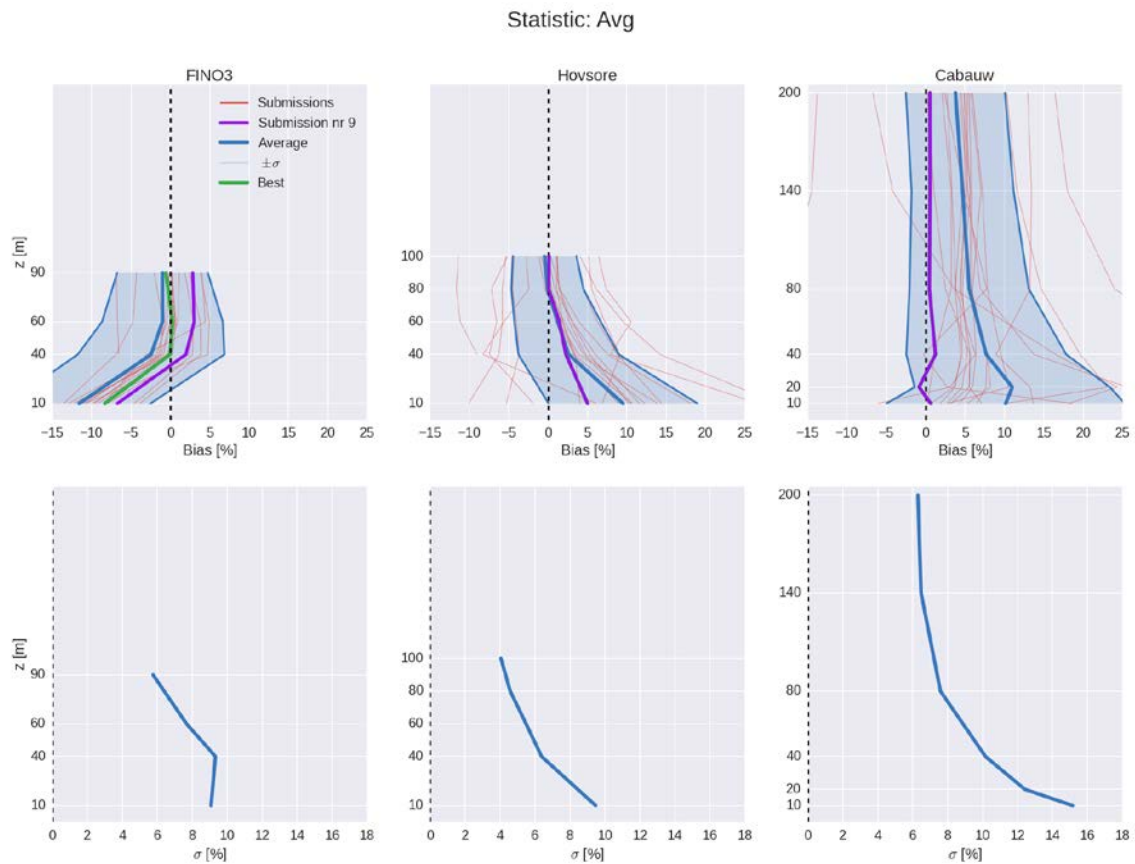 Statistic: Avg
FINO3
Submissions
Submission nr 9
Average
±σ
Best
z [m]
90
60
40
10
−15 −10 −5 0 5 10 15 20 25
Bias [%]
Hovsore
100
80
60
40
10
−15 −10 −5 0 5 10 15 20 25
Bias [%]
Cabauw
200
140
80
40
20
10
−15 −10 −5 0 5 10 15 20 25
Bias [%]
z [m]
90
60
40
10
0 2 4 6 8 10 12 14 16 18
σ [%]
100
80
60
40
10
0 2 4 6 8 10 12 14 16 18
σ [%]
200
140
80
40
20
10
0 2 4 6 8 10 12 14 16 18
σ [%]